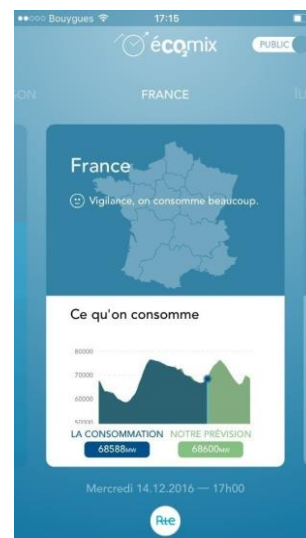 Bouygues 17:15
éCO2mix PUBLIC
FRANCE
France
Vigilance, on consomme beaucoup.
Ce qu'on consomme
80000
70000
60000
50000
LA CONSOMMATION NOTRE PRÉVISION
68588MW 68600MW
Mercredi 14.12.2016 — 17h00
Rte